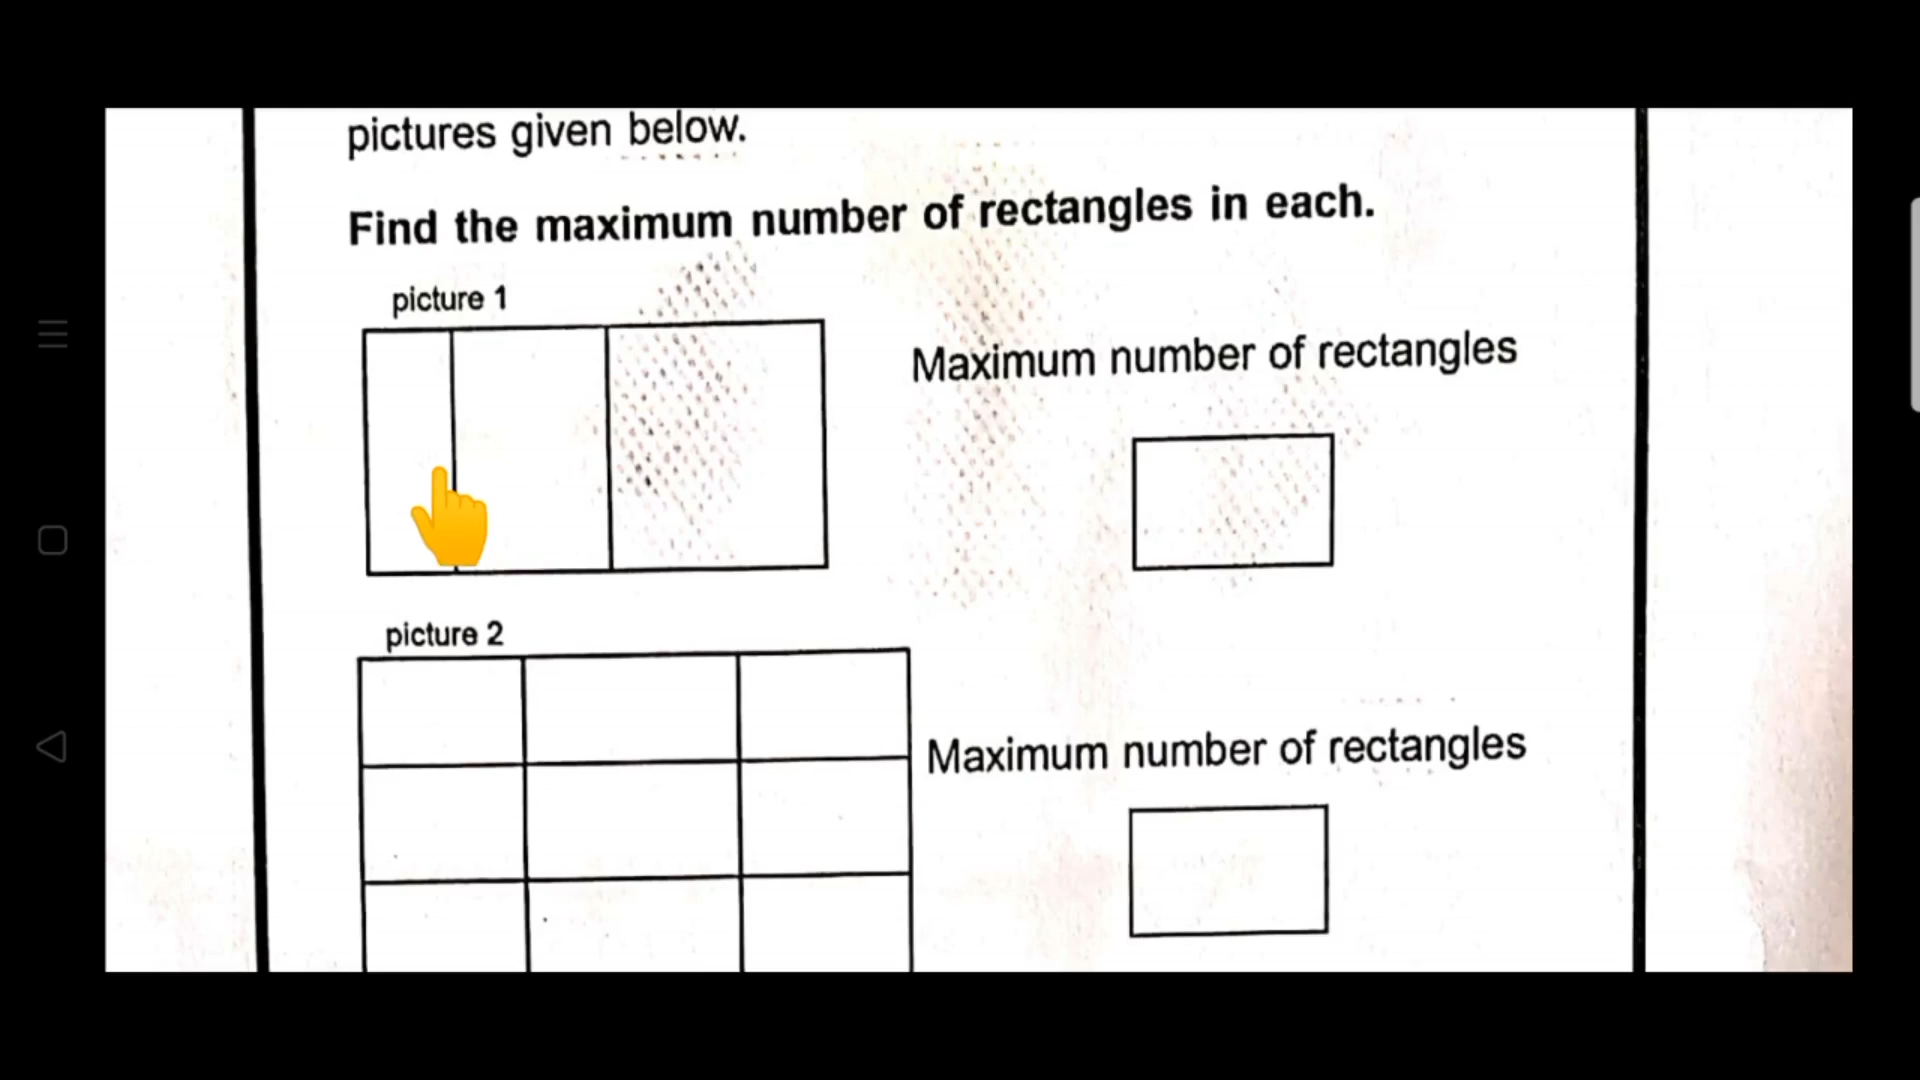 pictures given below.
Find the maximum number of rectangles in each.
picture 1
Maximum number of rectangles
picture 2
Maximum number of rectangles